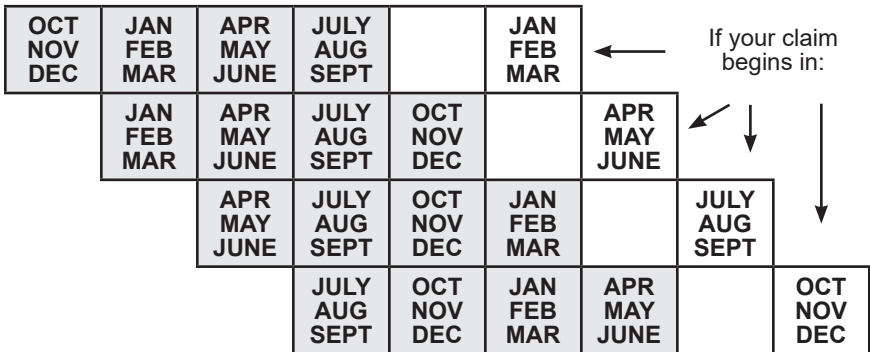 OCT JAN APR JULY JAN
NOV FEB MAY AUG FEB
DEC MAR JUNE SEPT MAR
If your claim
begins in:
JAN APR JULY OCT APR
FEB MAY AUG NOV MAY
MAR JUNE SEPT DEC JUNE
APR JULY OCT JAN JULY
MAY AUG NOV FEB AUG
JUNE SEPT DEC MAR SEPT
JULY OCT JAN APR OCT
AUG NOV FEB MAY NOV
SEPT DEC MAR JUNE DEC